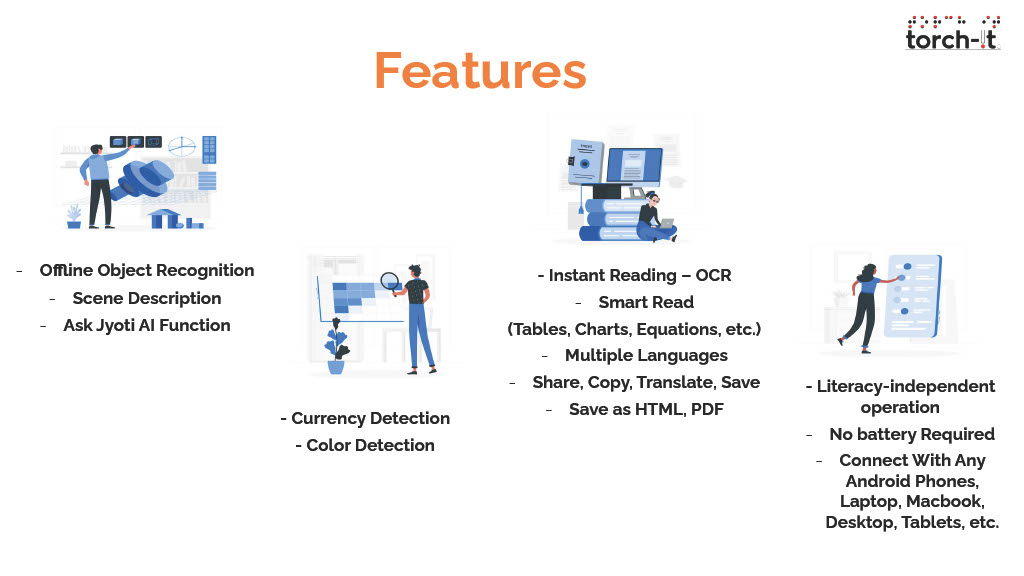 torch-it
Features
- Offline Object Recognition
- Scene Description
- Ask Jyoti AI Function
- Currency Detection
- Color Detection
- Instant Reading – OCR
- Smart Read
(Tables, Charts, Equations, etc.)
- Multiple Languages
- Share, Copy, Translate, Save
- Save as HTML, PDF
- Literacy-independent
operation
- No battery Required
- Connect With Any
Android Phones,
Laptop, Macbook,
Desktop, Tablets, etc.